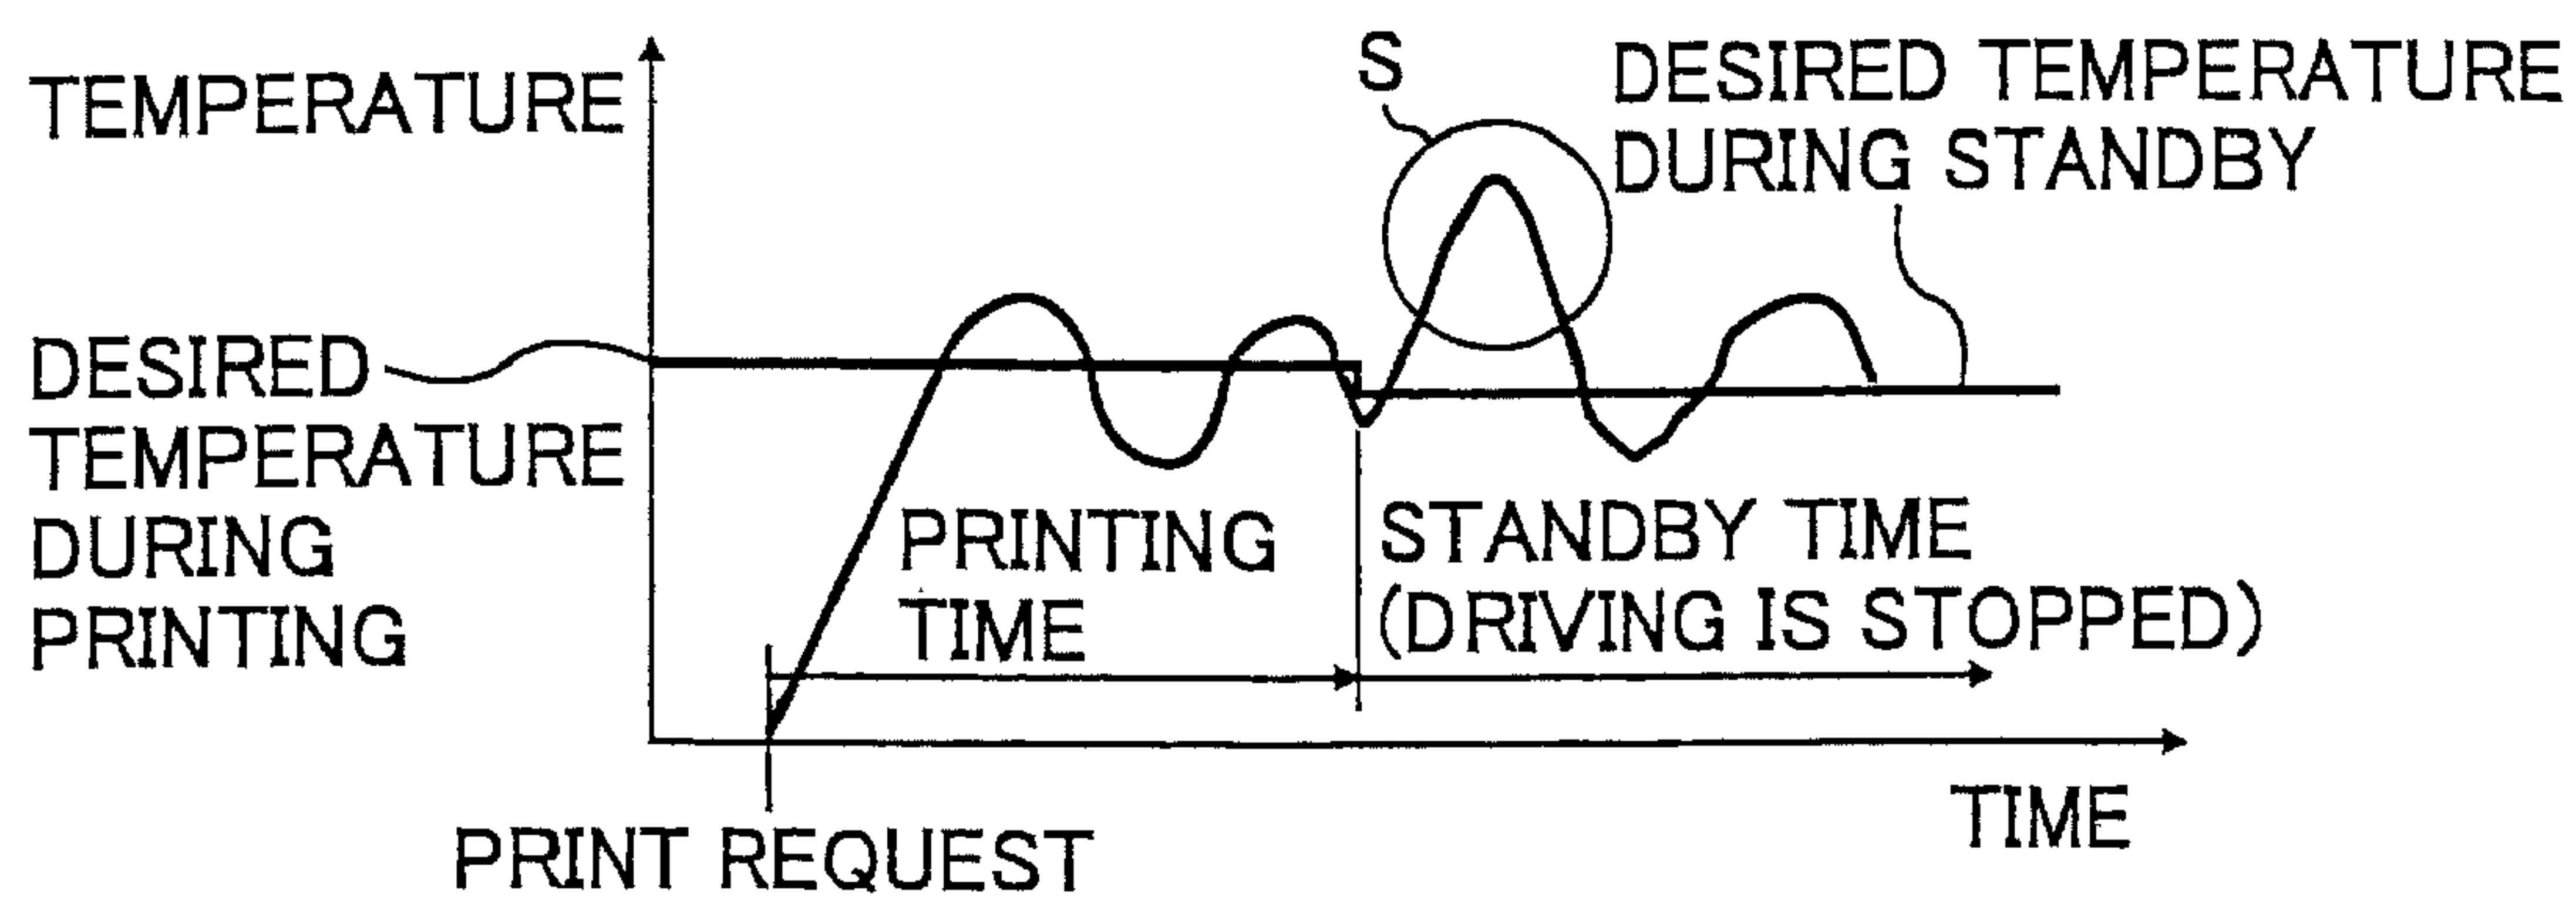 TEMPERATURE
S
DESIRED TEMPERATURE
DURING STANDBY
DESIRED
TEMPERATURE
DURING
PRINTING
PRINTING
TIME
STANDBY TIME
(DRIVING IS STOPPED)
TIME
PRINT REQUEST